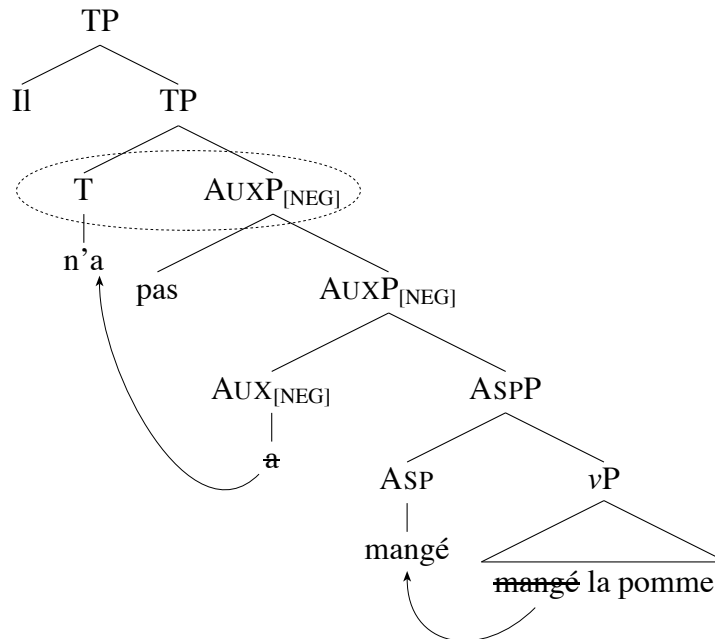 TP
Il TP
T AUXP[NEG]
n’a pas AUXP[NEG]
AUX[NEG] ASPP
a ASP vP
mangé mangé la pomme